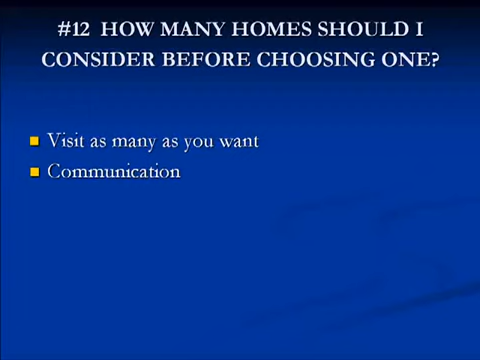 #12 HOW MANY HOMES SHOULD I
CONSIDER BEFORE CHOOSING ONE?
Visit as many as you want
Communication